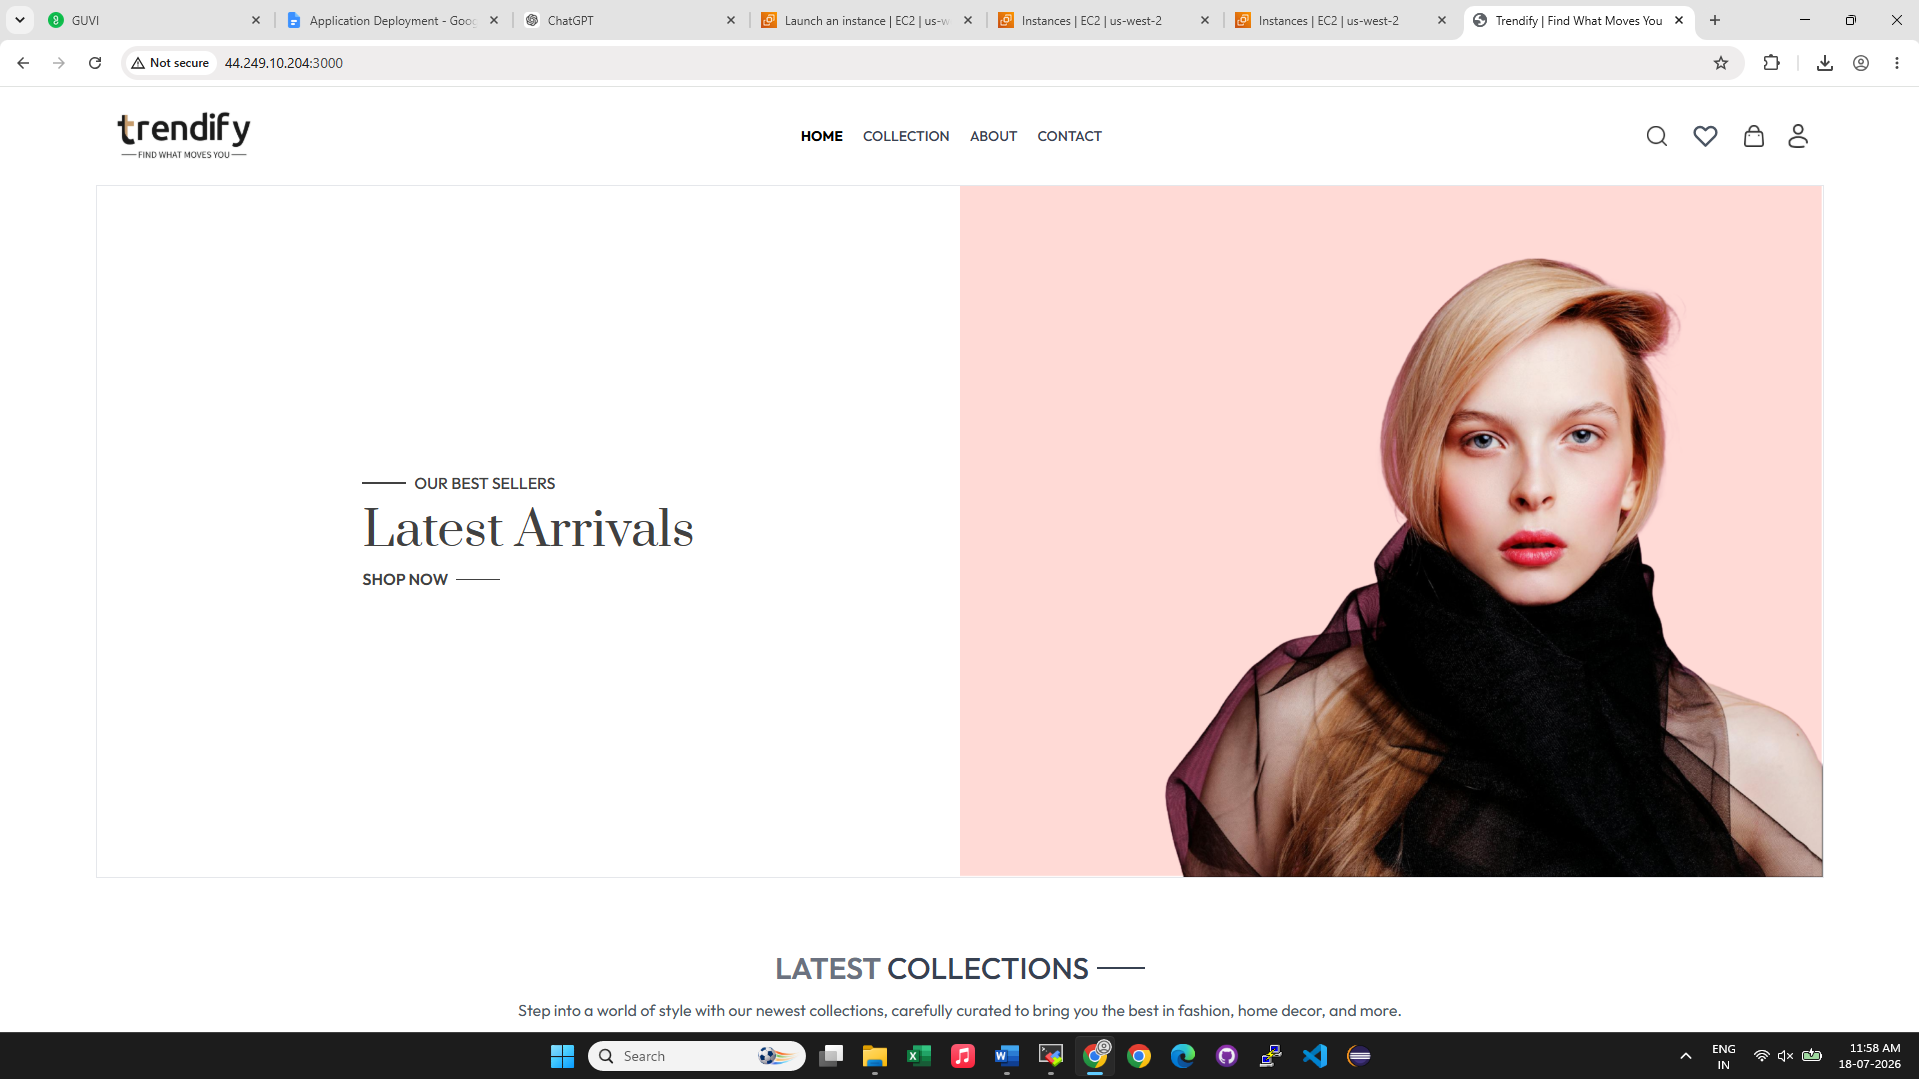 GUVI
Application Deployment - Goog
ChatGPT
Launch an instance | EC2 | us-w
Instances | EC2 | us-west-2
Instances | EC2 | us-west-2
Trendify | Find What Moves You
Not secure
44.249.10.204:3000
trendify
FIND WHAT MOVES YOU
HOME
COLLECTION
ABOUT
CONTACT
OUR BEST SELLERS
Latest Arrivals
SHOP NOW
LATEST COLLECTIONS
Step into a world of style with our newest collections, carefully curated to bring you the best in fashion, home decor, and more.
Search
ENG
IN
11:58 AM
18-07-2026